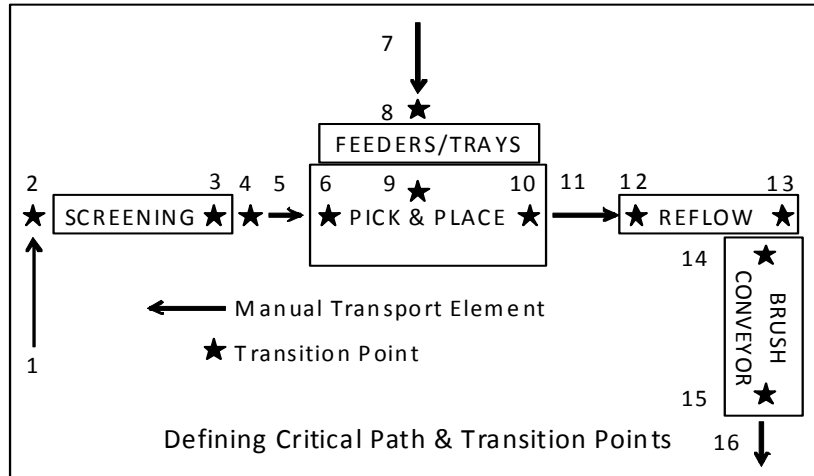 7
8
FEEDERS/TRAYS
2
3
4
5
6
9
10
11
12
13
SCREENING
PICK & PLACE
REFLOW
14
BRUSH
CONVEYOR
Manual Transport Element
Transition Point
1
15
Defining Critical Path & Transition Points
16